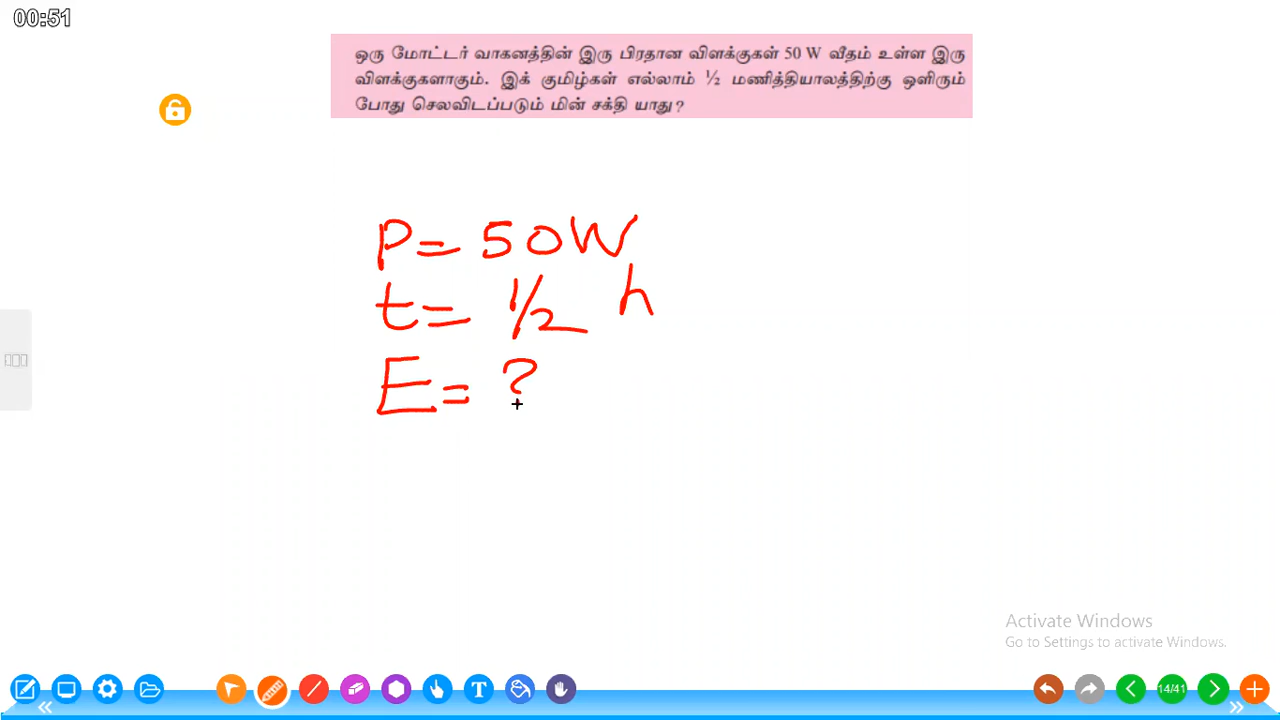 00:51
ஒரு மோட்டர் வாகனத்தின் இரு பிரதான விளக்குகள் 50 W வீதம் உள்ள இரு
விளக்குகளாகும். இக் குமிழ்கள் எல்லாம் ½ மணித்தியாலத்திற்கு ஒளிரும்
போது செலவிடப்படும் மின் சக்தி யாது?
P= 50W
t= 1/2 h
E= ?
Activate Windows
Go to Settings to activate Windows.
14/41